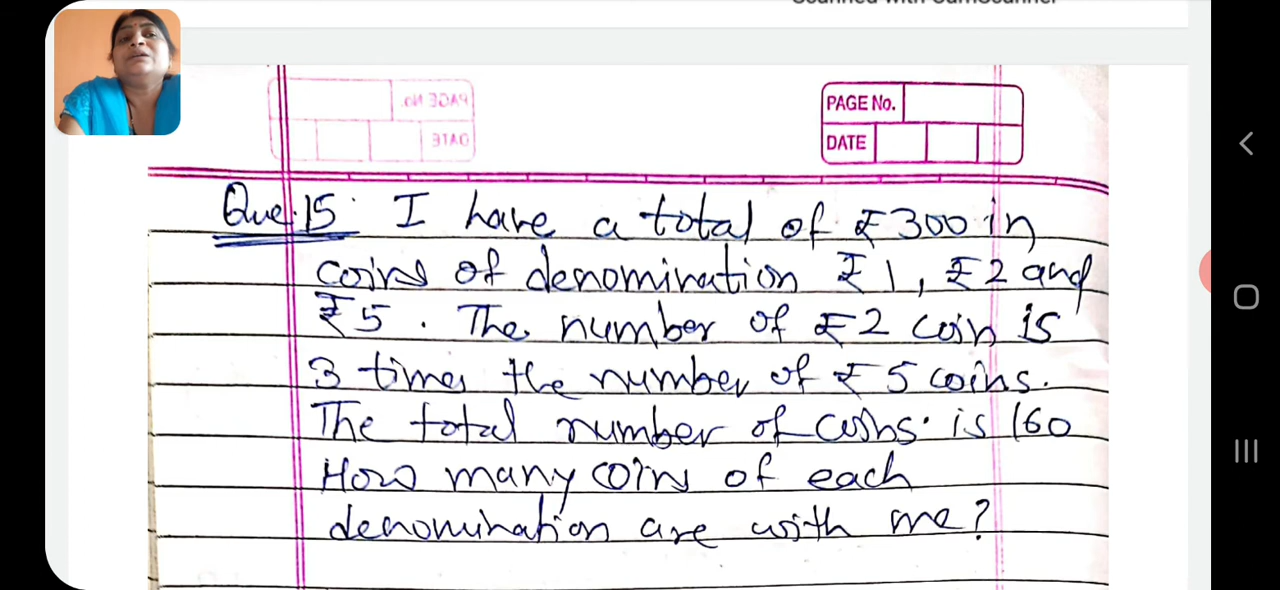 PAGE No.
DATE
Que. 15. I have a total of ₹300 in
coins of denomination ₹1, ₹2 and
₹5. The number of ₹2 coin is
3 times the number of ₹5 coins.
The total number of coins is 160
How many coins of each
denomination are with me?